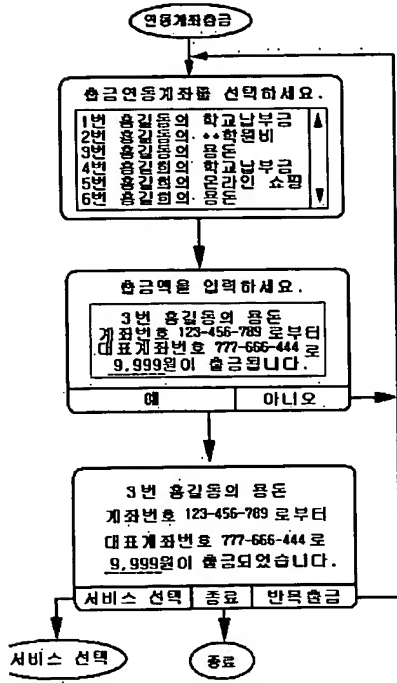 연동계좌출금
출금연동계좌를 선택하세요.
1번 홍길동의 학교납부금
2번 홍길동의 **학원비
3번 홍길동의 용돈
4번 홍길희의 학교납부금
5번 홍길희의 온라인 쇼핑
6번 홍길희의 용돈
출금액을 입력하세요.
3번 홍길동의 용돈
계좌번호 123-456-789 로부터
대표계좌번호 777-666-444 로
9,999원이 출금됩니다.
예 아니오
3번 홍길동의 용돈
계좌번호 123-456-789 로부터
대표계좌번호 777-666-444 로
9,999원이 출금되었습니다.
서비스 선택 종료 반복출금
서비스 선택 종료